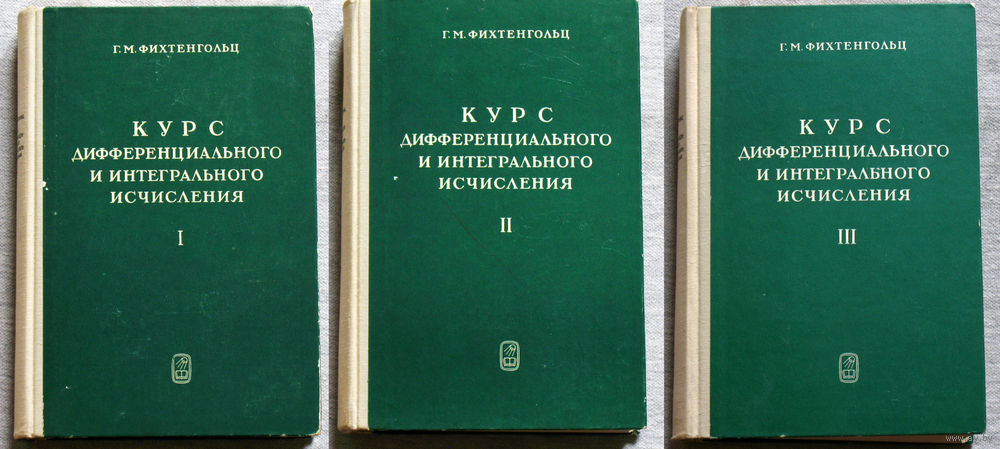 Г. М. ФИХТЕНГОЛЬЦ
КУРС
ДИФФЕРЕНЦИАЛЬНОГО
И ИНТЕГРАЛЬНОГО
ИСЧИСЛЕНИЯ
I
Г. М. ФИХТЕНГОЛЬЦ
КУРС
ДИФФЕРЕНЦИАЛЬНОГО
И ИНТЕГРАЛЬНОГО
ИСЧИСЛЕНИЯ
II
Г. М. ФИХТЕНГОЛЬЦ
КУРС
ДИФФЕРЕНЦИАЛЬНОГО
И ИНТЕГРАЛЬНОГО
ИСЧИСЛЕНИЯ
III